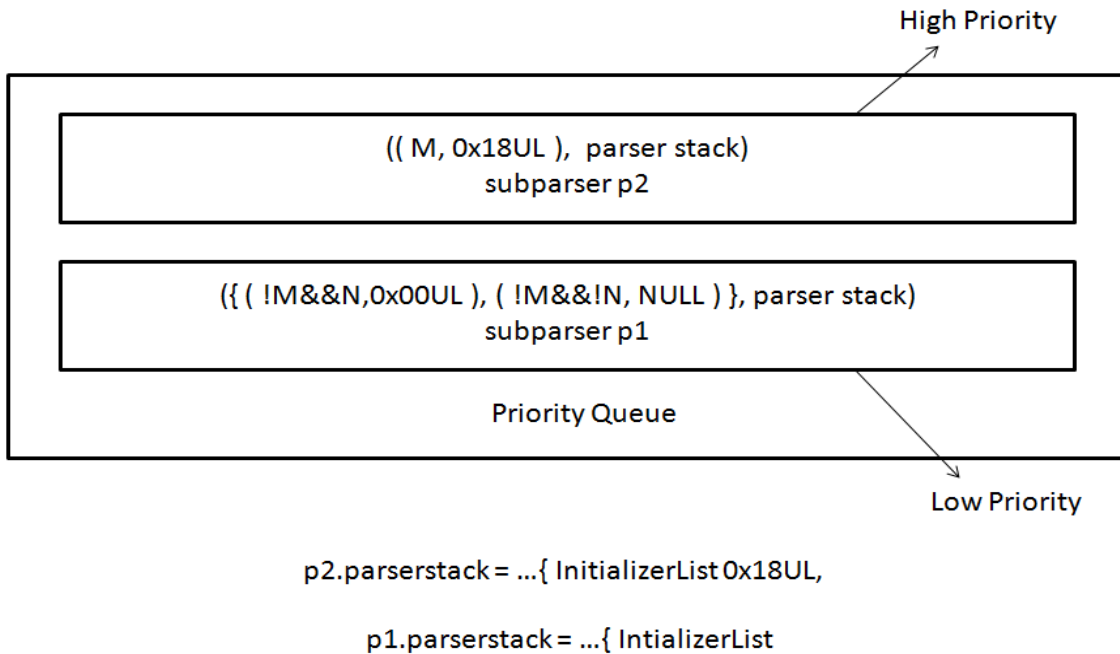 High Priority
(( M, 0x18UL ), parser stack)
subparser p2
({ ( !M&&N,0x00UL ), ( !M&&!N, NULL ) }, parser stack)
subparser p1
Priority Queue
Low Priority
p2.parserstack = ...{ InitializerList 0x18UL,
p1.parserstack = ...{ IntializerList